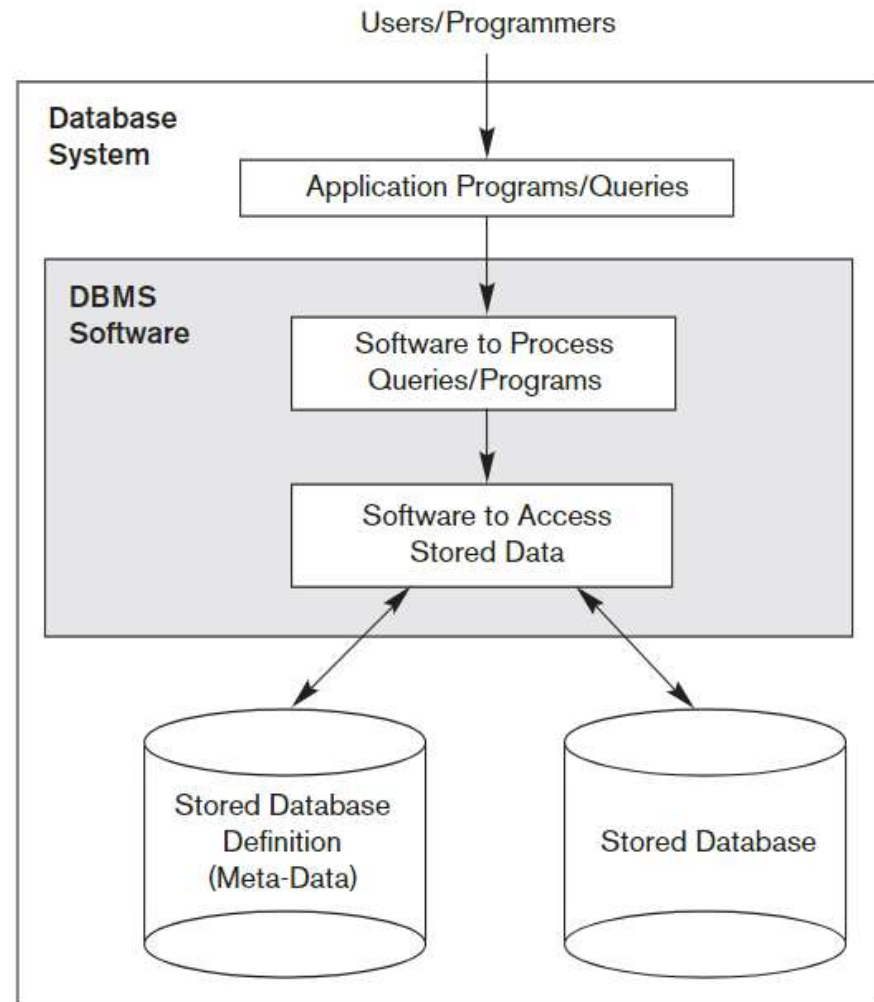 Users/Programmers
Database
System
Application Programs/Queries
DBMS
Software
Software to Process
Queries/Programs
Software to Access
Stored Data
Stored Database
Definition
(Meta-Data)
Stored Database